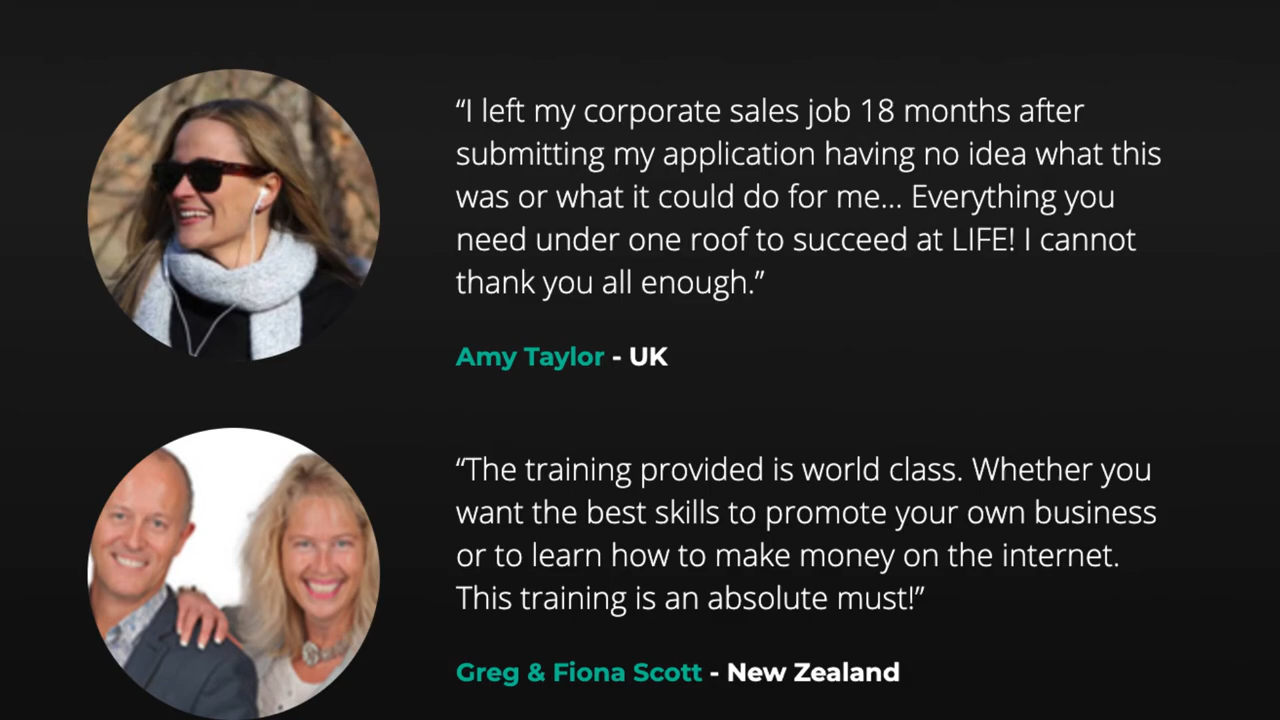 “I left my corporate sales job 18 months after
submitting my application having no idea what this
was or what it could do for me... Everything you
need under one roof to succeed at LIFE! I cannot
thank you all enough.”
Amy Taylor - UK
“The training provided is world class. Whether you
want the best skills to promote your own business
or to learn how to make money on the internet.
This training is an absolute must!”
Greg & Fiona Scott - New Zealand